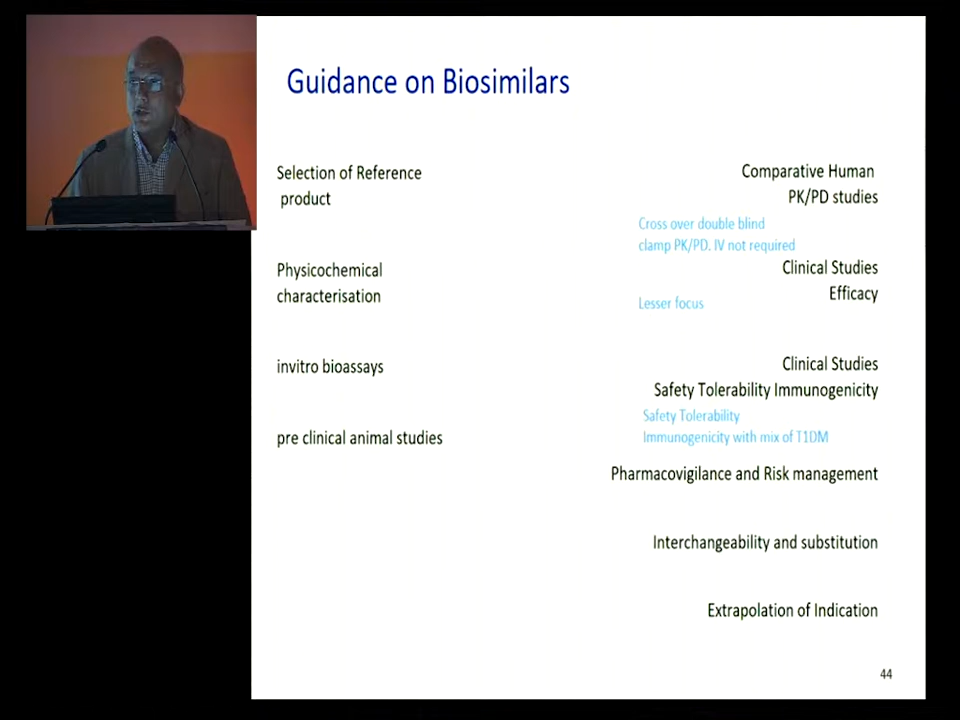 Guidance on Biosimilars
Selection of Reference
product
Physicochemical
characterisation
invitro bioassays
pre clinical animal studies
Comparative Human
PK/PD studies
Cross over double blind
clamp PK/PD. IV not required
Clinical Studies
Efficacy
Lesser focus
Clinical Studies
Safety Tolerability Immunogenicity
Safety Tolerability
Immunogenicity with mix of T1DM
Pharmacovigilance and Risk management
Interchangeability and substitution
Extrapolation of Indication
44